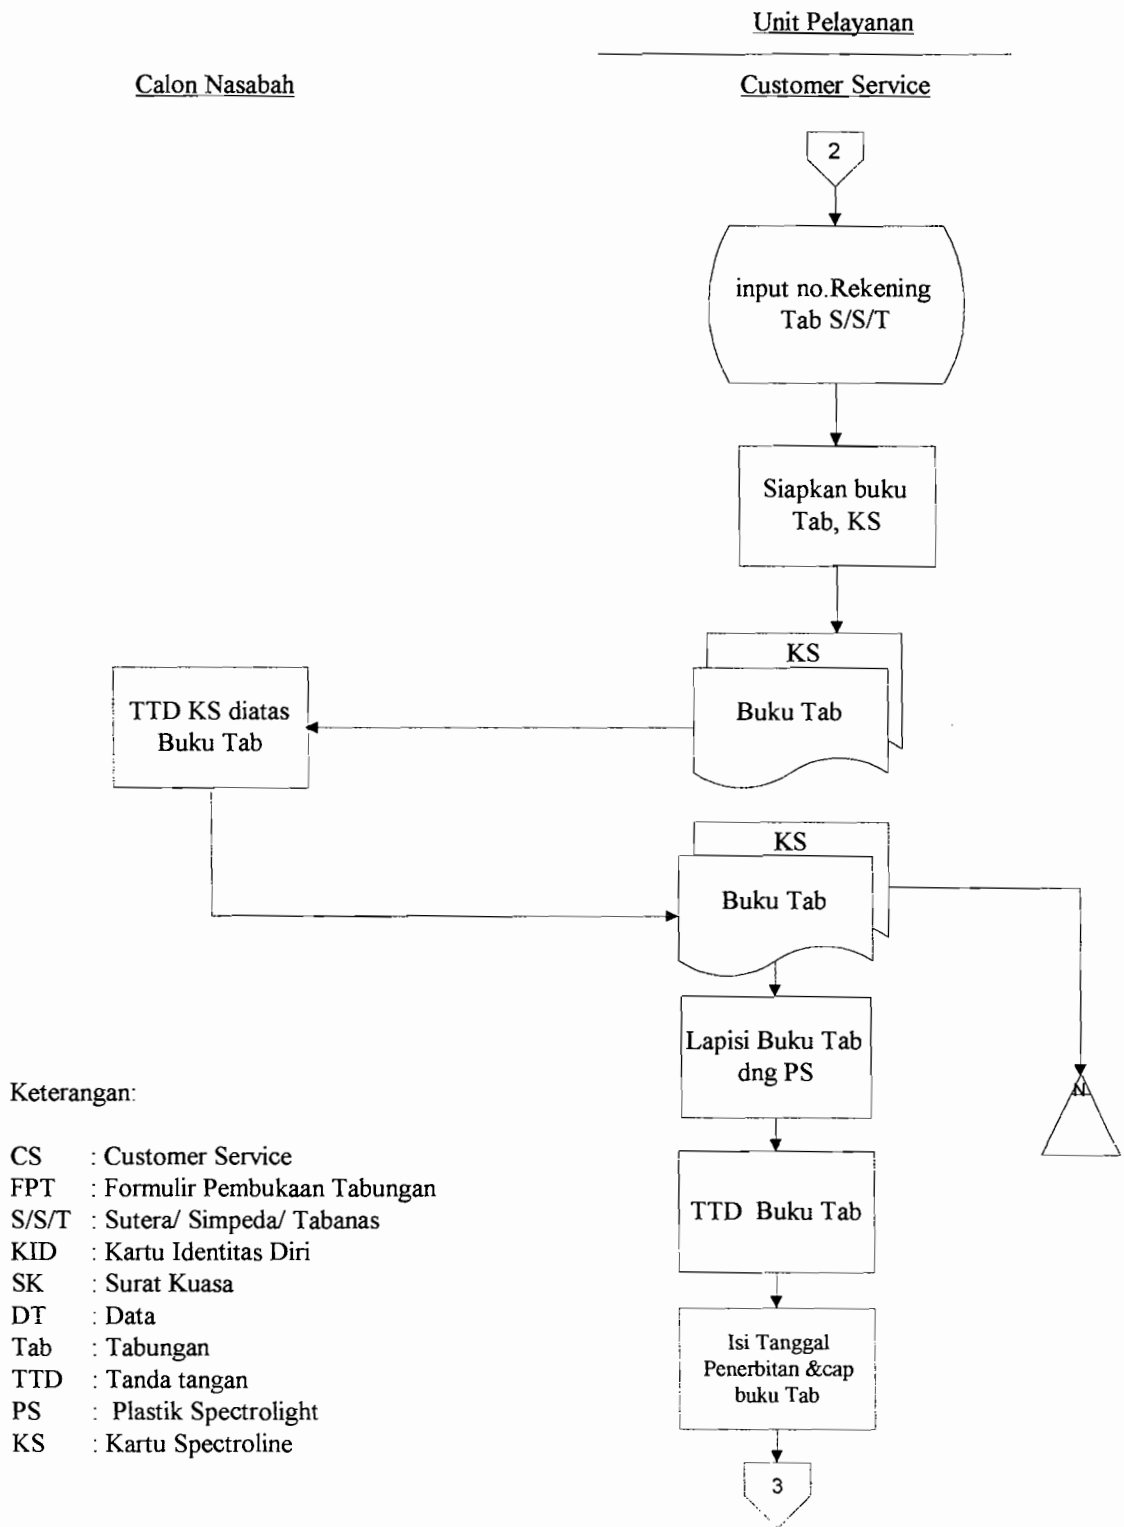 Unit Pelayanan
Calon Nasabah
Customer Service
2
input no.Rekening
Tab S/S/T
Siapkan buku
Tab, KS
KS
Buku Tab
TTD KS diatas
Buku Tab
KS
Buku Tab
Lapisi Buku Tab
dng PS
N
TTD Buku Tab
Isi Tanggal
Penerbitan &cap
buku Tab
3
Keterangan:
CS : Customer Service
FPT : Formulir Pembukaan Tabungan
S/S/T : Sutera/ Simpeda/ Tabanas
KID : Kartu Identitas Diri
SK : Surat Kuasa
DT : Data
Tab : Tabungan
TTD : Tanda tangan
PS : Plastik Spectrolight
KS : Kartu Spectroline